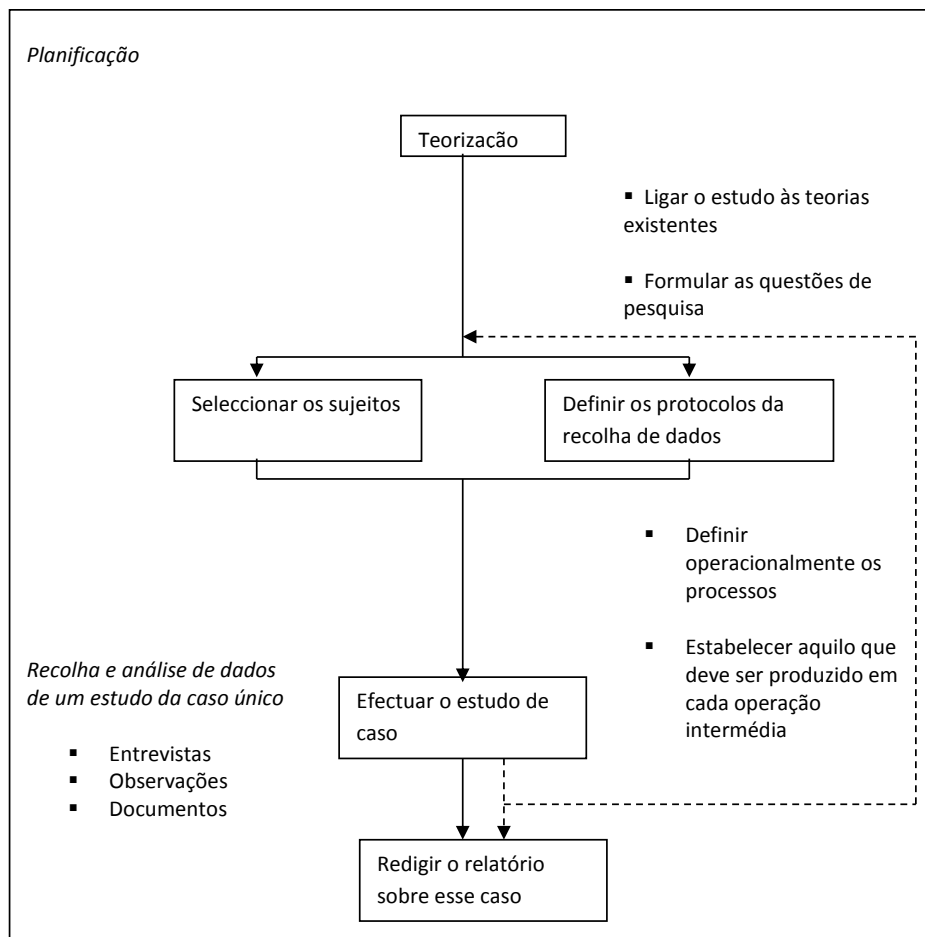 Planificação
Teorização
▪ Ligar o estudo às teorias
existentes
▪ Formular as questões de
pesquisa
Seleccionar os sujeitos
Definir os protocolos da
recolha de dados
▪ Definir
operacionalmente os
processos
▪ Estabelecer aquilo que
deve ser produzido em
cada operação
intermédia
Recolha e análise de dados
de um estudo da caso único
▪ Entrevistas
▪ Observações
▪ Documentos
Efectuar o estudo de
caso
Redigir o relatório
sobre esse caso